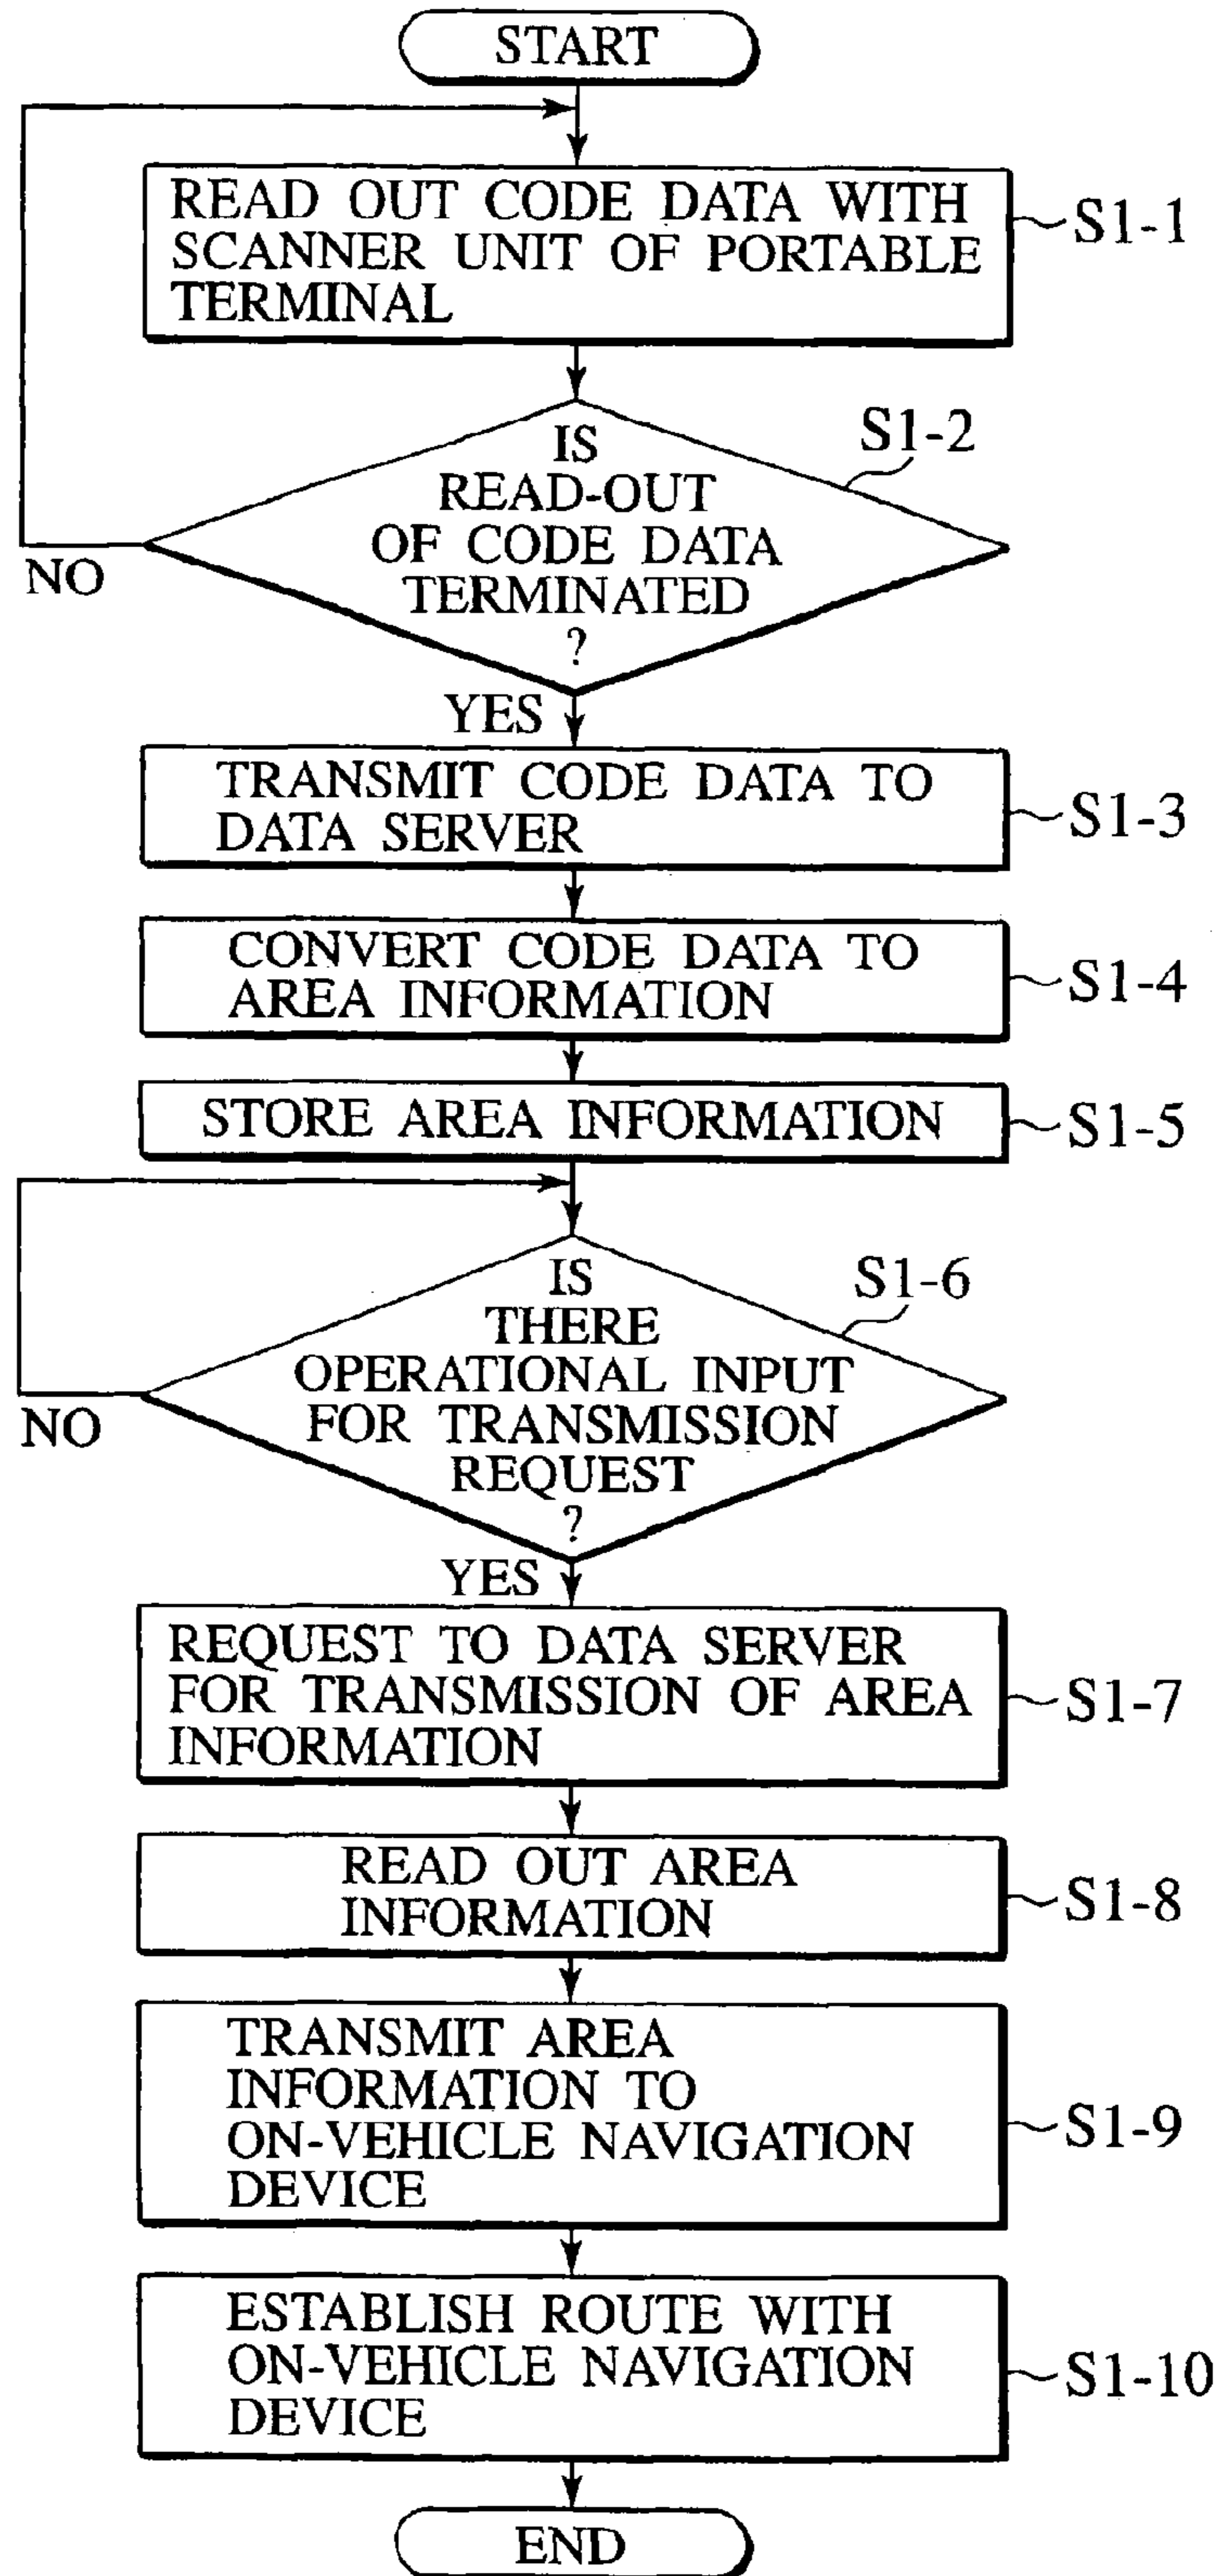 START
READ OUT CODE DATA WITH
SCANNER UNIT OF PORTABLE
TERMINAL
S1-1
IS
READ-OUT
OF CODE DATA
TERMINATED
?
S1-2
NO
YES
TRANSMIT CODE DATA TO
DATA SERVER
S1-3
CONVERT CODE DATA TO
AREA INFORMATION
S1-4
STORE AREA INFORMATION
S1-5
IS
THERE
OPERATIONAL INPUT
FOR TRANSMISSION
REQUEST
?
S1-6
NO
YES
REQUEST TO DATA SERVER
FOR TRANSMISSION OF AREA
INFORMATION
S1-7
READ OUT AREA
INFORMATION
S1-8
TRANSMIT AREA
INFORMATION TO
ON-VEHICLE NAVIGATION
DEVICE
S1-9
ESTABLISH ROUTE WITH
ON-VEHICLE NAVIGATION
DEVICE
S1-10
END